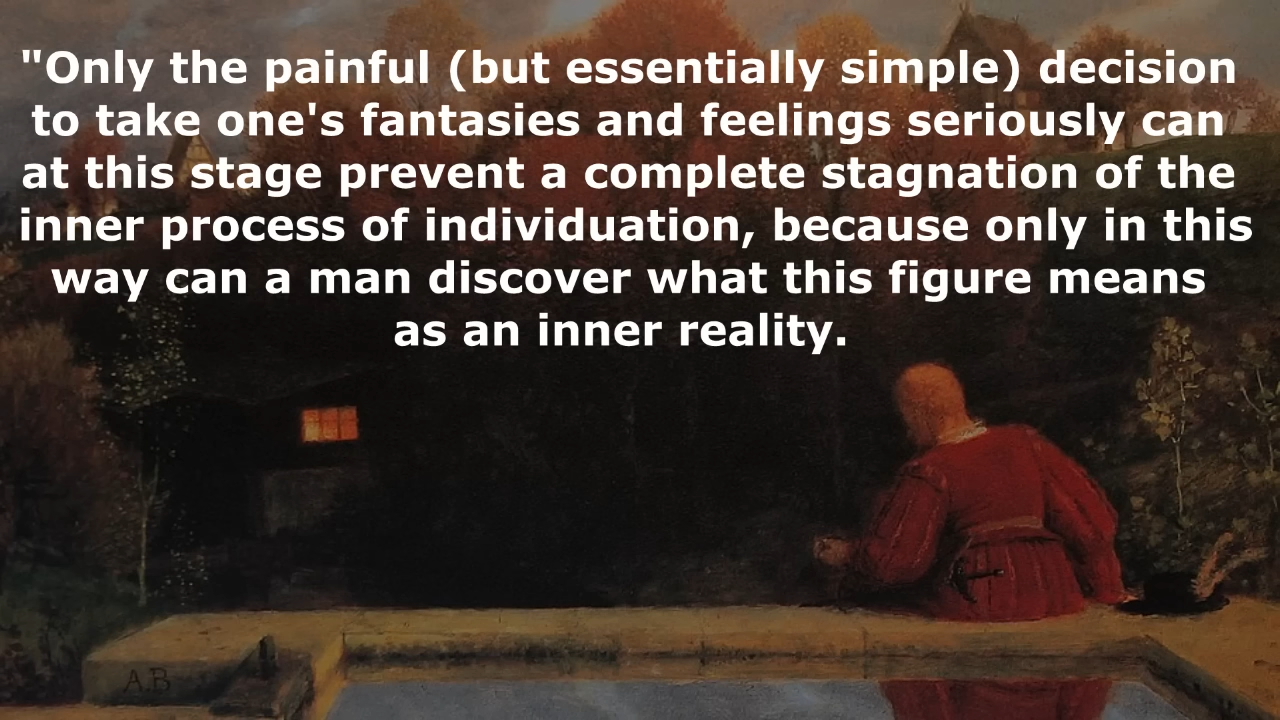 "Only the painful (but essentially simple) decision
to take one's fantasies and feelings seriously can
at this stage prevent a complete stagnation of the
inner process of individuation, because only in this
way can a man discover what this figure means
as an inner reality.
A.B